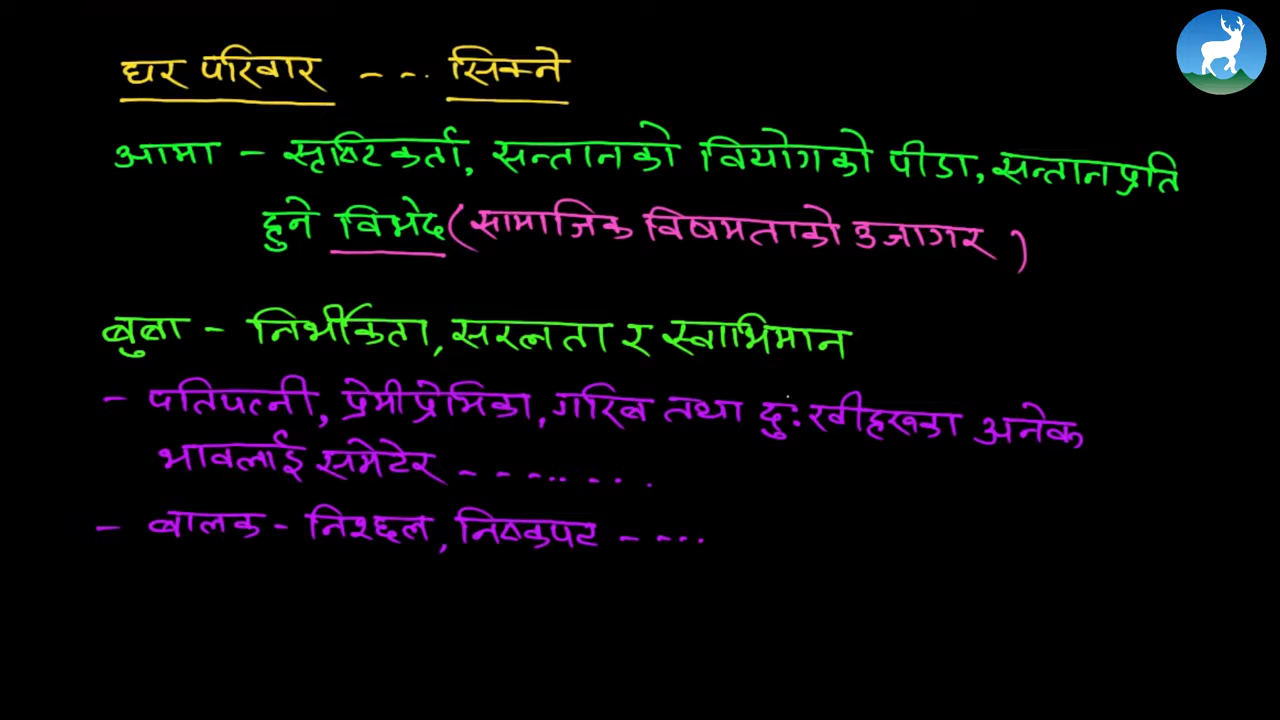 घर परिवार - - .. सिक्ने
आमा - सृष्टिकर्ता, सन्तानको वियोगको पीडा, सन्तानप्रति
हुने विभेद (सामाजिक विषमताको उजागर )
बुबा - निर्भीकता, सरलता र स्वाभिमान
- पतिपत्नी, प्रेमीप्रेमिका, गरिब तथा दुःखीहरूका अनेक
भावलाई समेटेर - - - - .. - . .
- बालक - निश्छल, निष्कपट - - . . .